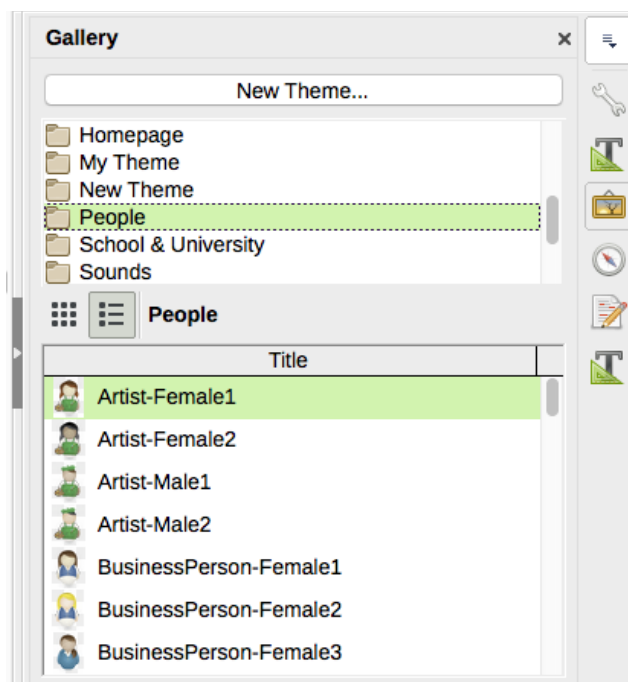 Gallery
New Theme...
Homepage
My Theme
New Theme
People
School & University
Sounds
People
Title
Artist-Female1
Artist-Female2
Artist-Male1
Artist-Male2
BusinessPerson-Female1
BusinessPerson-Female2
BusinessPerson-Female3